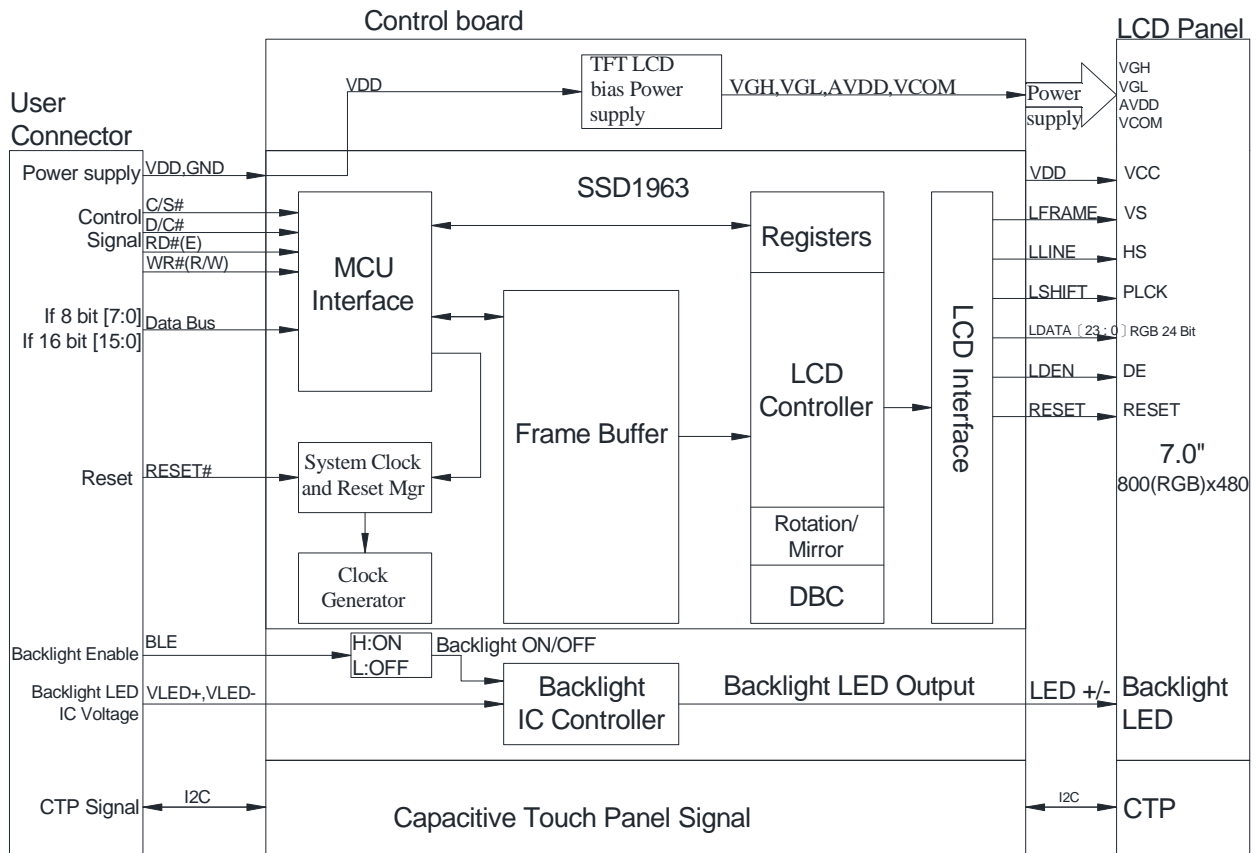 Control board
LCD Panel
User
Connector
VDD
TFT LCD
bias Power
supply
VGH,VGL,AVDD,VCOM
Power
supply
VGH
VGL
AVDD
VCOM
Power supply
VDD,GND
SSD1963
VDD
VCC
Control
Signal
C/S#
D/C#
RD#(E)
WR#(R/W)
MCU
Interface
Registers
LFRAME
VS
LLINE
HS
LSHIFT
PLCK
If 8 bit [7:0]
If 16 bit [15:0]
Data Bus
LDATA〔23:0〕RGB 24 Bit
LCD
Controller
LCD Interface
LDEN
DE
RESET
RESET
Frame Buffer
7.0"
800(RGB)x480
Reset
RESET#
System Clock
and Reset Mgr
Rotation/
Mirror
Clock
Generator
DBC
Backlight Enable
BLE
H:ON
L:OFF
Backlight ON/OFF
Backlight LED
IC Voltage
VLED+,VLED-
Backlight
IC Controller
Backlight LED Output
LED +/-
Backlight
LED
CTP Signal
I2C
Capacitive Touch Panel Signal
I2C
CTP